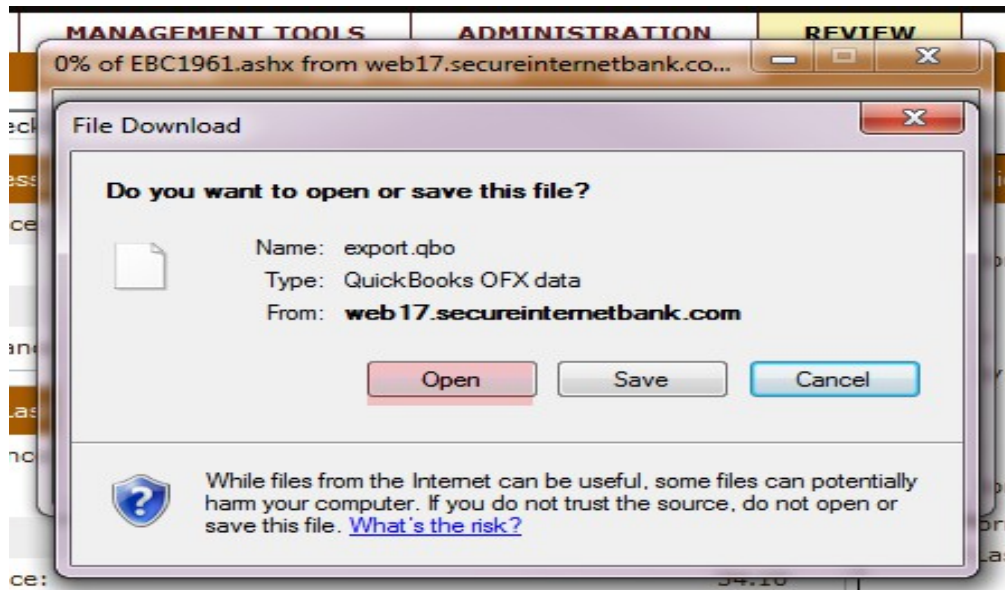 MANAGEMENT TOOLS ADMINISTRATION REVIEW
0% of EBC1961.ashx from web17.secureinternetbank.co...
File Download
Do you want to open or save this file?
Name: export.qbo
Type: QuickBooks OFX data
From: web17.secureinternetbank.com
Open Save Cancel
While files from the Internet can be useful, some files can potentially
harm your computer. If you do not trust the source, do not open or
save this file. What's the risk?